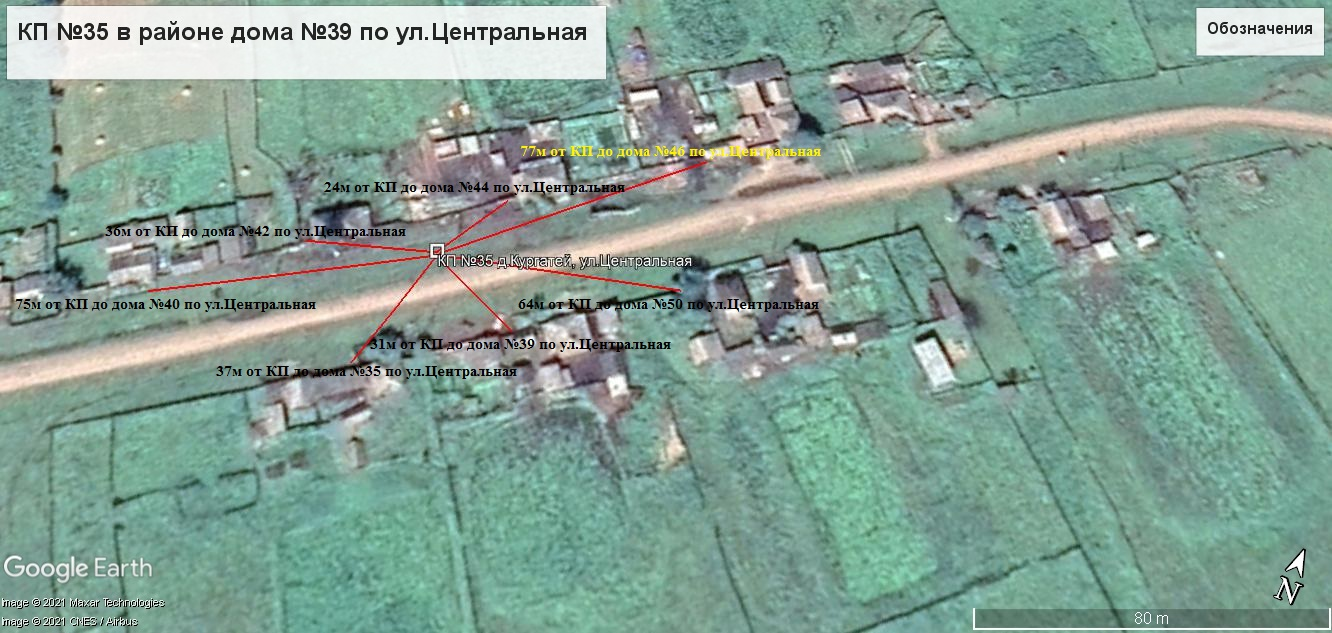 КП №35 в районе дома №39 по ул.Центральная
Обозначения
77м от КП до дома №46 по ул.Центральная
24м от КП до дома №44 по ул.Центральная
36м от КП до дома №42 по ул.Центральная
КП №35 д.Кургатей, ул.Центральная
75м от КП до дома №40 по ул.Центральная
64м от КП до дома №50 по ул.Центральная
31м от КП до дома №39 по ул.Центральная
37м от КП до дома №35 по ул.Центральная
Google Earth
Image © 2021 Maxar Technologies
Image © 2021 CNES / Airbus
N
80 m